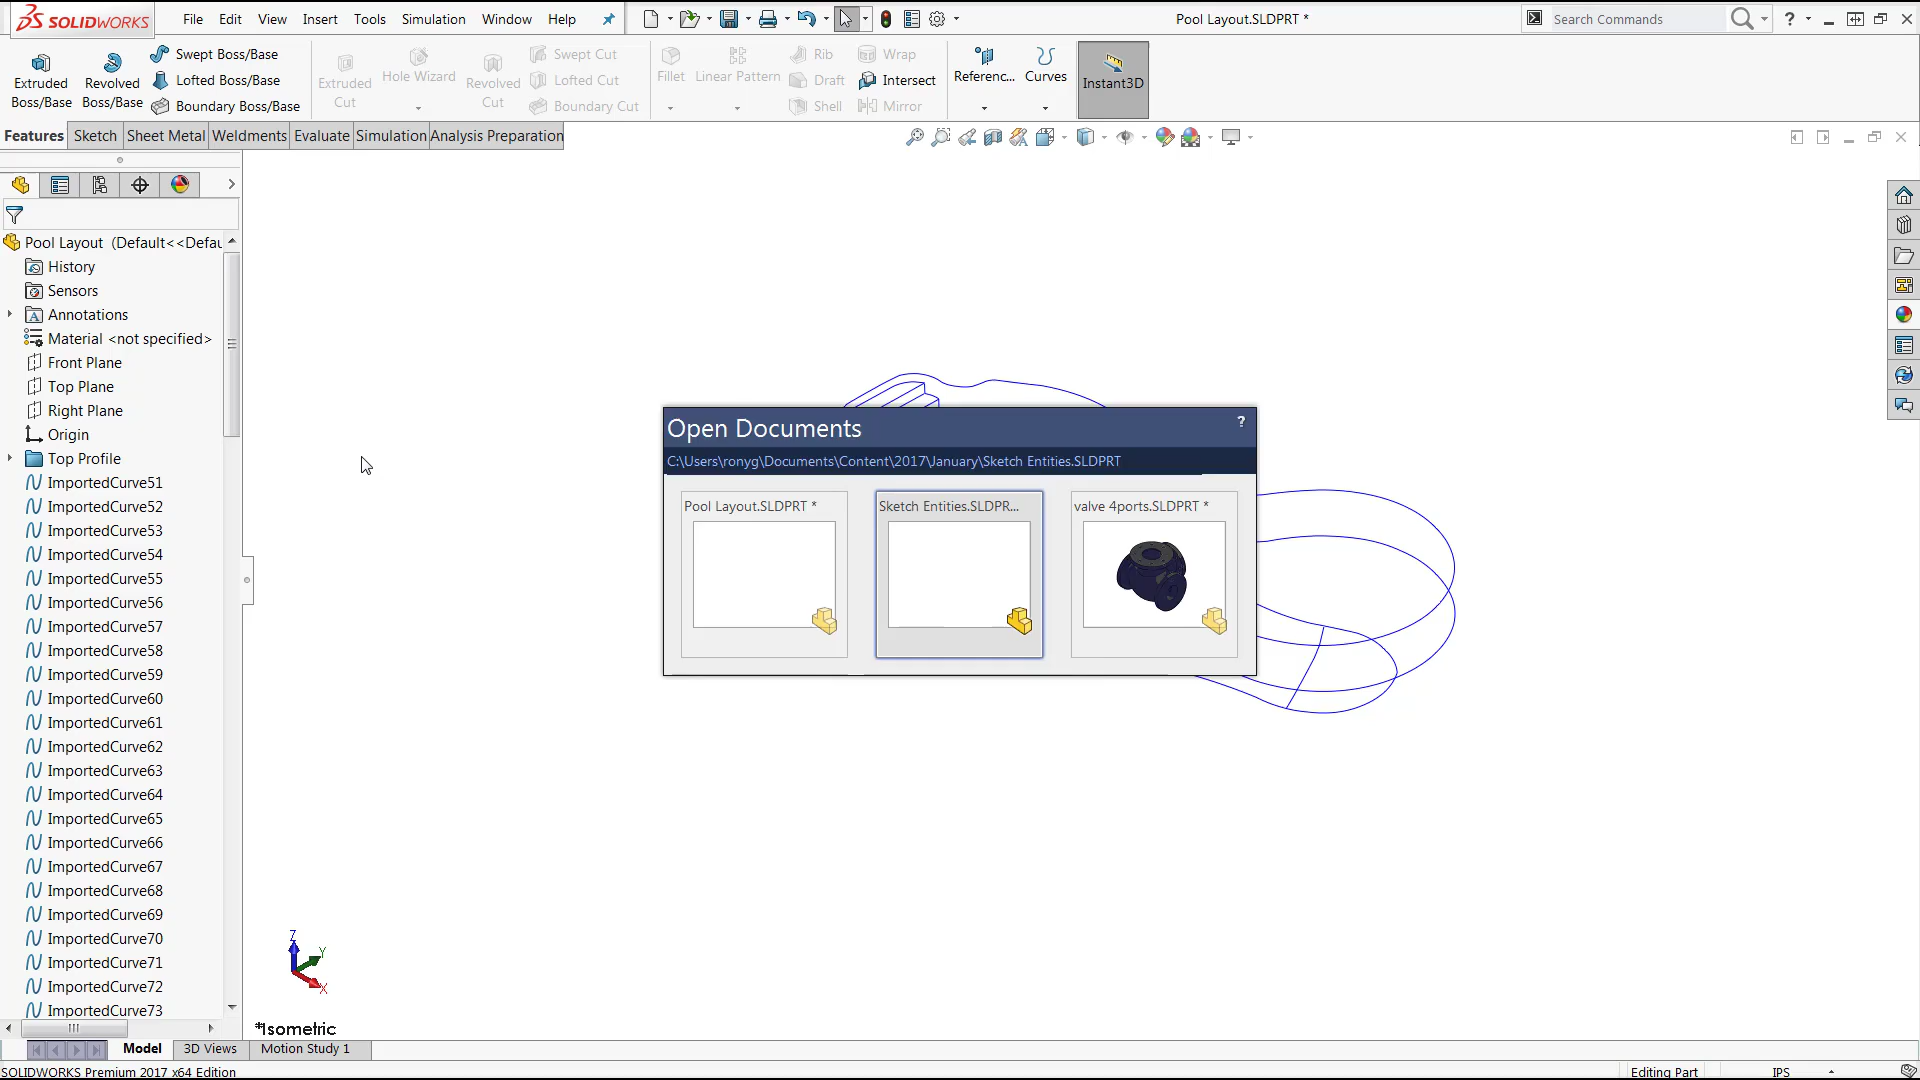 SOLIDWORKS
File Edit View Insert Tools Simulation Window Help
Pool Layout.SLDPRT *
Search Commands
?
Extruded Boss/Base
Revolved Boss/Base
Swept Boss/Base
Lofted Boss/Base
Boundary Boss/Base
Extruded Cut
Hole Wizard
Revolved Cut
Swept Cut
Lofted Cut
Boundary Cut
Fillet
Linear Pattern
Rib
Draft
Shell
Wrap
Intersect
Mirror
Referenc...
Curves
Instant3D
Features Sketch Sheet Metal Weldments Evaluate Simulation Analysis Preparation
Pool Layout (Default<<Defau
History
Sensors
Annotations
Material <not specified>
Front Plane
Top Plane
Right Plane
Origin
Top Profile
ImportedCurve51
ImportedCurve52
ImportedCurve53
ImportedCurve54
ImportedCurve55
ImportedCurve56
ImportedCurve57
ImportedCurve58
ImportedCurve59
ImportedCurve60
ImportedCurve61
ImportedCurve62
ImportedCurve63
ImportedCurve64
ImportedCurve65
ImportedCurve66
ImportedCurve67
ImportedCurve68
ImportedCurve69
ImportedCurve70
ImportedCurve71
ImportedCurve72
ImportedCurve73
Open Documents
?
C:\Users\ronyg\Documents\Content\2017\January\Sketch Entities.SLDPRT
Pool Layout.SLDPRT *
Sketch Entities.SLDPR...
valve 4ports.SLDPRT *
Z
Y
X
*Isometric
Model 3D Views Motion Study 1
SOLIDWORKS Premium 2017 x64 Edition
Editing Part
IPS